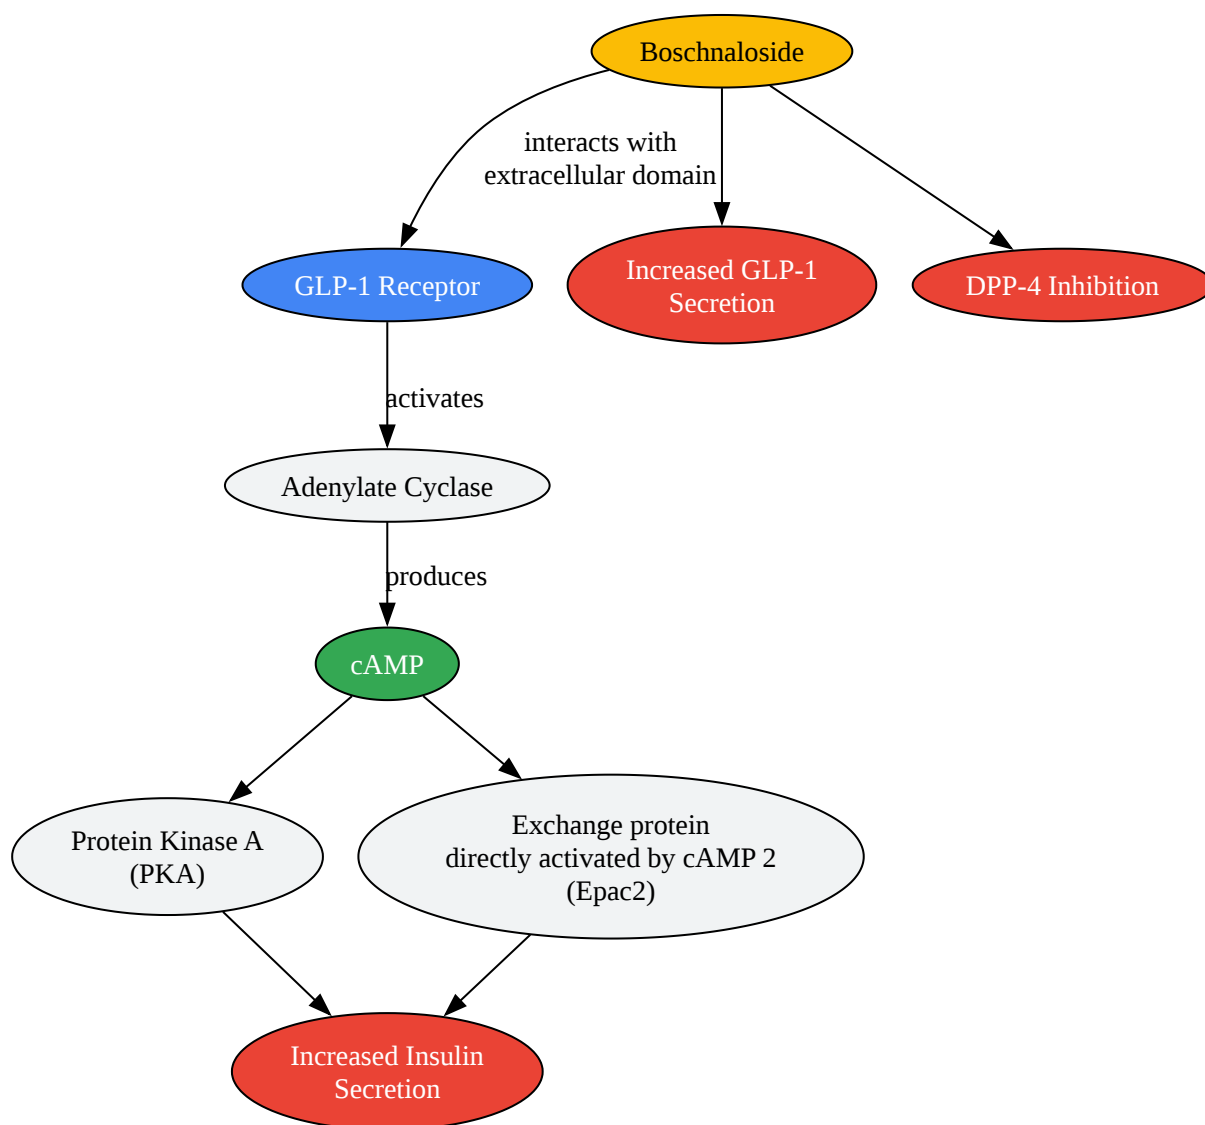 Boschnaloside
interacts with
extracellular domain
GLP-1 Receptor
Increased GLP-1
Secretion
DPP-4 Inhibition
activates
Adenylate Cyclase
produces
cAMP
Protein Kinase A
(PKA)
Exchange protein
directly activated by cAMP 2
(Epac2)
Increased Insulin
Secretion